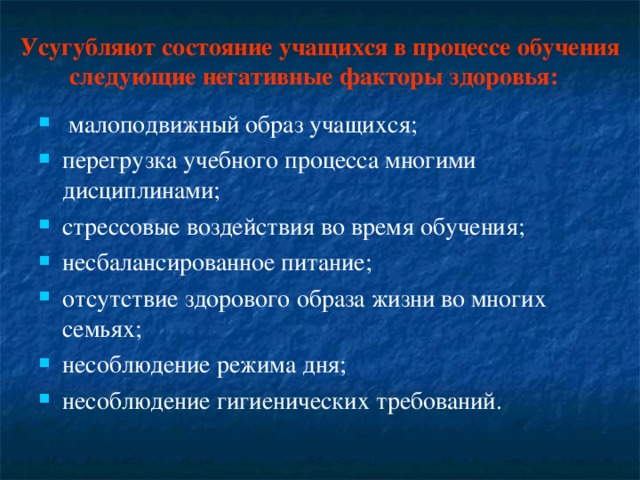 Усугубляют состояние учащихся в процессе обучения
следующие негативные факторы здоровья:
малоподвижный образ учащихся;
перегрузка учебного процесса многими
дисциплинами;
стрессовые воздействия во время обучения;
несбалансированное питание;
отсутствие здорового образа жизни во многих
семьях;
несоблюдение режима дня;
несоблюдение гигиенических требований.